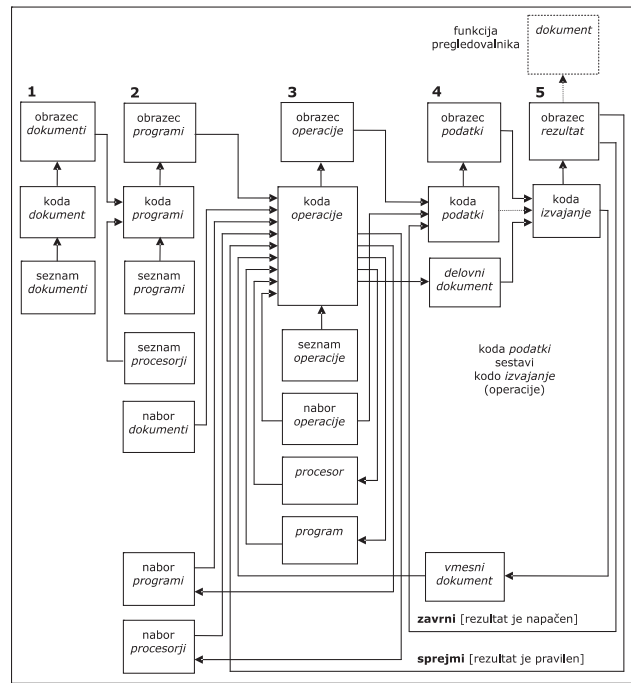 funkcija
pregledovalnika
dokument
1
2
3
4
5
obrazec
dokumenti
obrazec
programi
obrazec
operacije
obrazec
podatki
obrazec
rezultat
koda
dokument
koda
programi
koda
operacije
koda
podatki
koda
izvajanje
seznam
dokumenti
seznam
programi
delovni
dokument
seznam
procesorji
seznam
operacije
koda podatki
sestavi
kodo izvajanje
(operacije)
nabor
dokumenti
nabor
operacije
procesor
program
nabor
programi
vmesni
dokument
zavrni [rezultat je napačen]
nabor
procesorji
sprejmi [rezultat je pravilen]